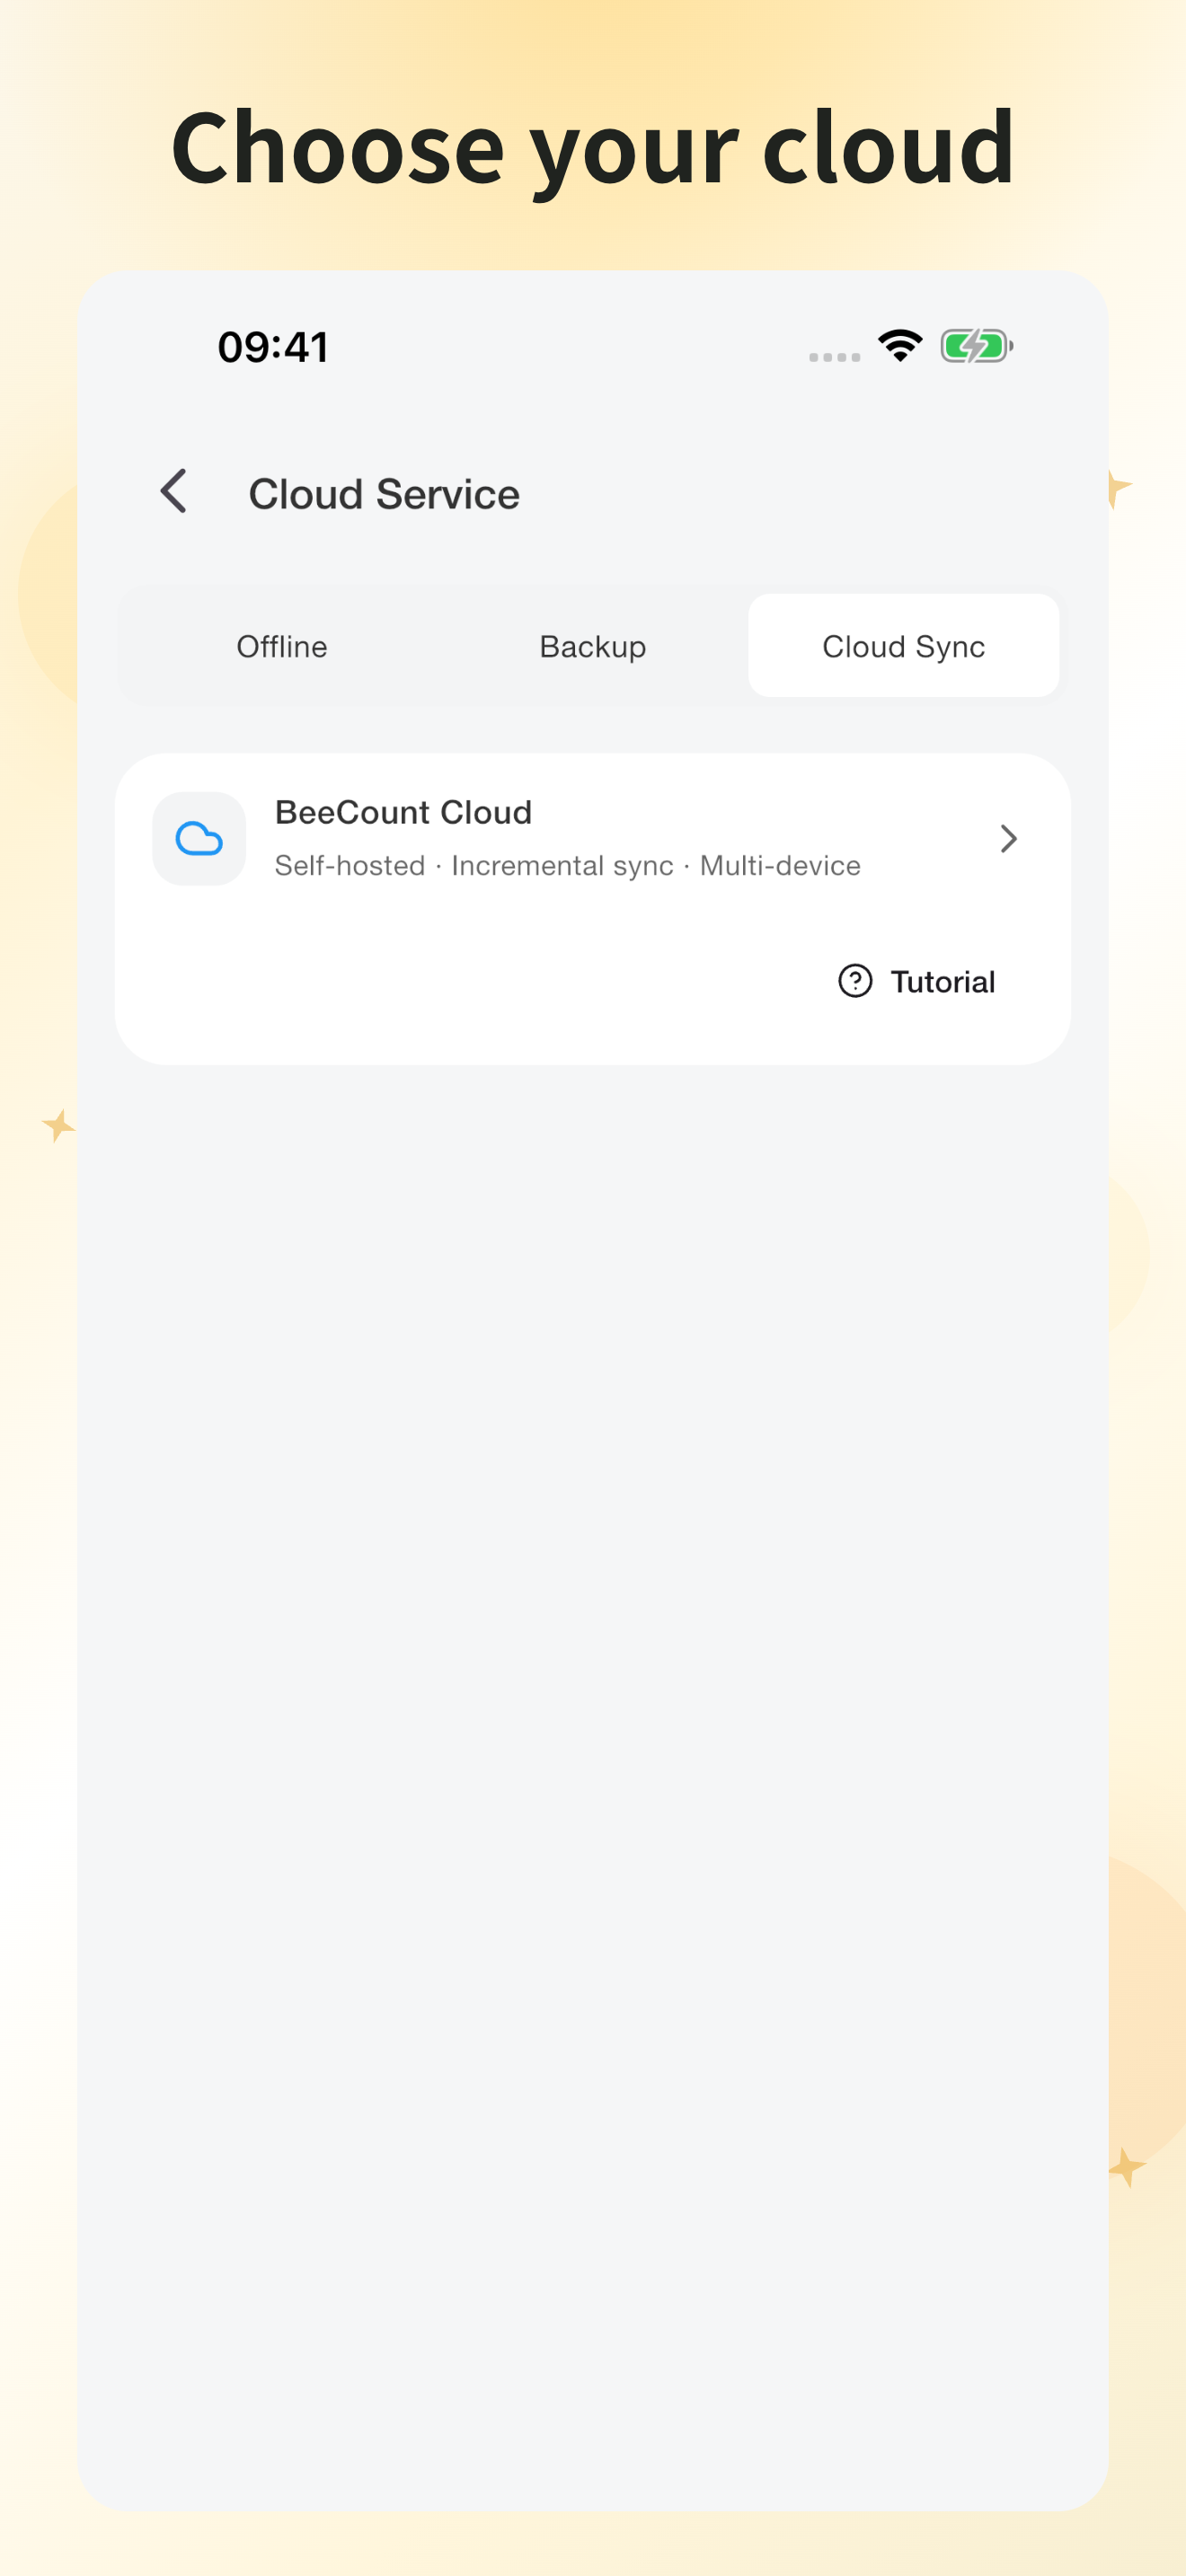 Choose your cloud
09:41
Cloud Service
Offline Backup Cloud Sync
BeeCount Cloud
Self-hosted · Incremental sync · Multi-device
Tutorial